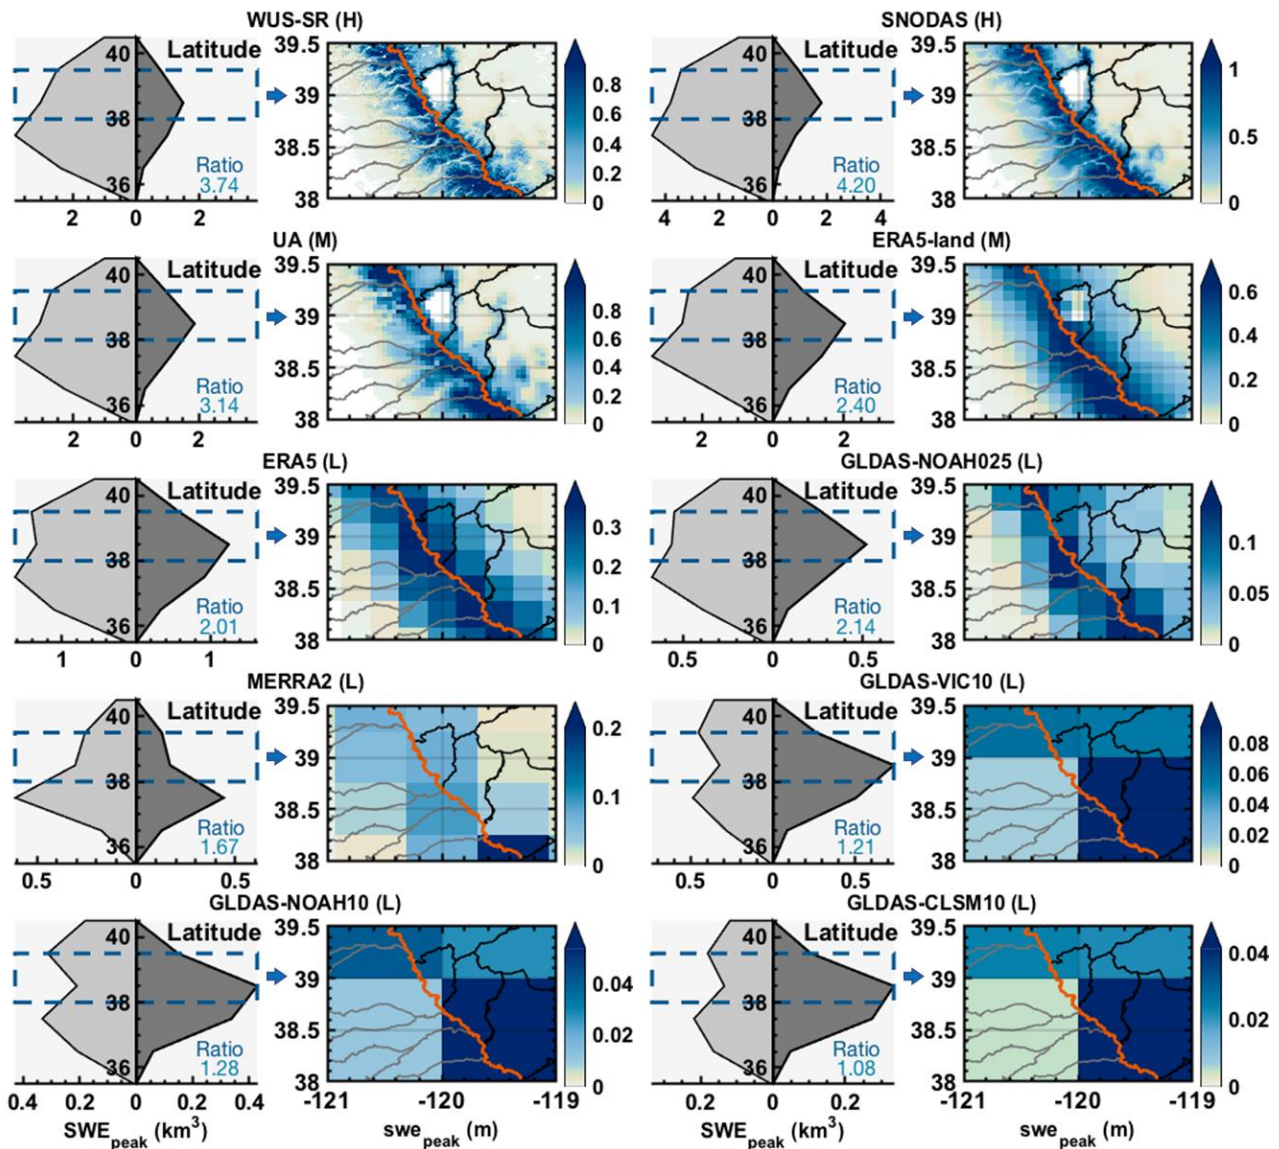 WUS-SR (H)
40
Latitude
38
Ratio
3.74
36
2 0 2
39.5
39
38.5
38
0.8
0.6
0.4
0.2
0
SNODAS (H)
40
Latitude
38
Ratio
4.20
36
4 2 0 2 4
39.5
39
38.5
38
1
0.5
0
UA (M)
40
Latitude
38
Ratio
3.14
36
2 0 2
39.5
39
38.5
38
0.8
0.6
0.4
0.2
0
ERA5-land (M)
40
Latitude
38
Ratio
2.40
36
2 0 2
39.5
39
38.5
38
0.6
0.4
0.2
0
ERA5 (L)
40
Latitude
38
Ratio
2.01
36
1 0 1
39.5
39
38.5
38
0.3
0.2
0.1
0
GLDAS-NOAH025 (L)
40
Latitude
38
Ratio
2.14
36
0.5 0 0.5
39.5
39
38.5
38
0.1
0.05
0
MERRA2 (L)
40
Latitude
38
Ratio
1.67
36
0.5 0 0.5
39.5
39
38.5
38
0.2
0.1
0
GLDAS-VIC10 (L)
40
Latitude
38
Ratio
1.21
36
0.5 0 0.5
39.5
39
38.5
38
0.08
0.06
0.04
0.02
0
GLDAS-NOAH10 (L)
40
Latitude
38
Ratio
1.28
36
0.4 0.2 0 0.2 0.4
SWEpeak (km³)
39.5
39
38.5
38
-121 -120 -119
swepeak (m)
0.04
0.02
0
GLDAS-CLSM10 (L)
40
Latitude
38
Ratio
1.08
36
0.2 0 0.2
SWEpeak (km³)
39.5
39
38.5
38
-121 -120 -119
swepeak (m)
0.04
0.02
0